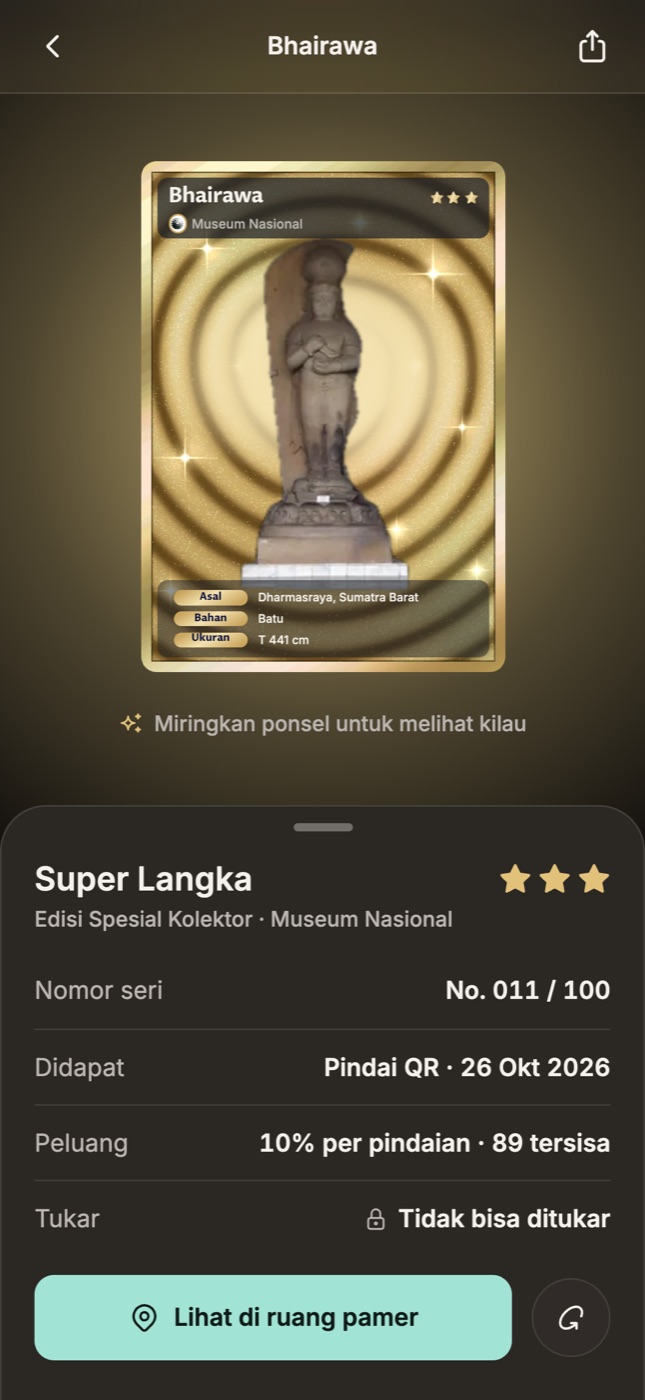 Bhairawa
Bhairawa
Museum Nasional
Asal Dharmasraya, Sumatra Barat
Bahan Batu
Ukuran T 441 cm
Miringkan ponsel untuk melihat kilau
Super Langka
Edisi Spesial Kolektor · Museum Nasional
Nomor seri No. 011 / 100
Didapat Pindai QR · 26 Okt 2026
Peluang 10% per pindaian · 89 tersisa
Tukar Tidak bisa ditukar
Lihat di ruang pamer